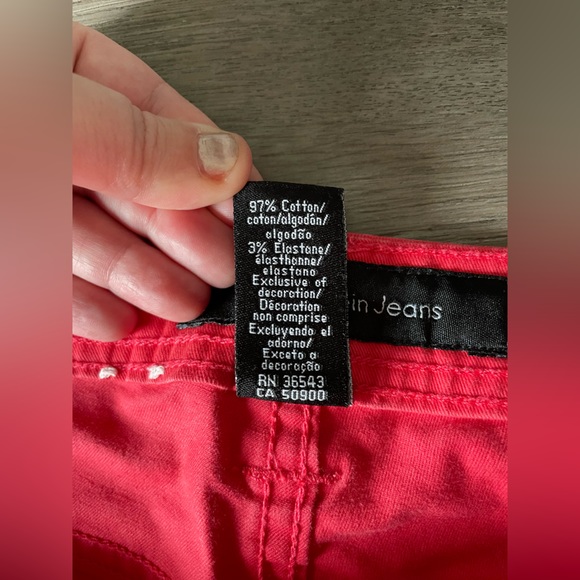 97% Cotton/
coton/algodón/
algodão
3% Elastane/
élasthanne/
elastano
Exclusive of
decoration/
Décoration
non comprise
Excluyendo el
adorno/
Exceto a
decoração
RN 36543
CA 50900
in Jeans